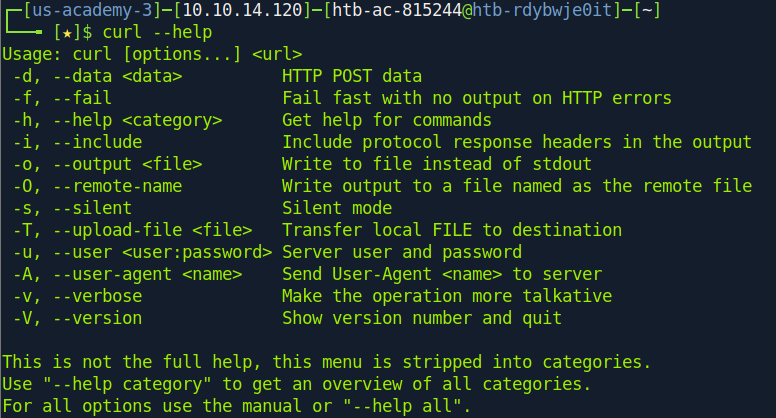 ┌─[us-academy-3]─[10.10.14.120]─[htb-ac-815244@htb-rdybwje0it]─[~]
└──╼ [★]$ curl --help
Usage: curl [options...] <url>
 -d, --data <data>          HTTP POST data
 -f, --fail                 Fail fast with no output on HTTP errors
 -h, --help <category>      Get help for commands
 -i, --include              Include protocol response headers in the output
 -o, --output <file>        Write to file instead of stdout
 -O, --remote-name          Write output to a file named as the remote file
 -s, --silent               Silent mode
 -T, --upload-file <file>   Transfer local FILE to destination
 -u, --user <user:password> Server user and password
 -A, --user-agent <name>    Send User-Agent <name> to server
 -v, --verbose              Make the operation more talkative
 -V, --version              Show version number and quit

This is not the full help, this menu is stripped into categories.
Use "--help category" to get an overview of all categories.
For all options use the manual or "--help all".